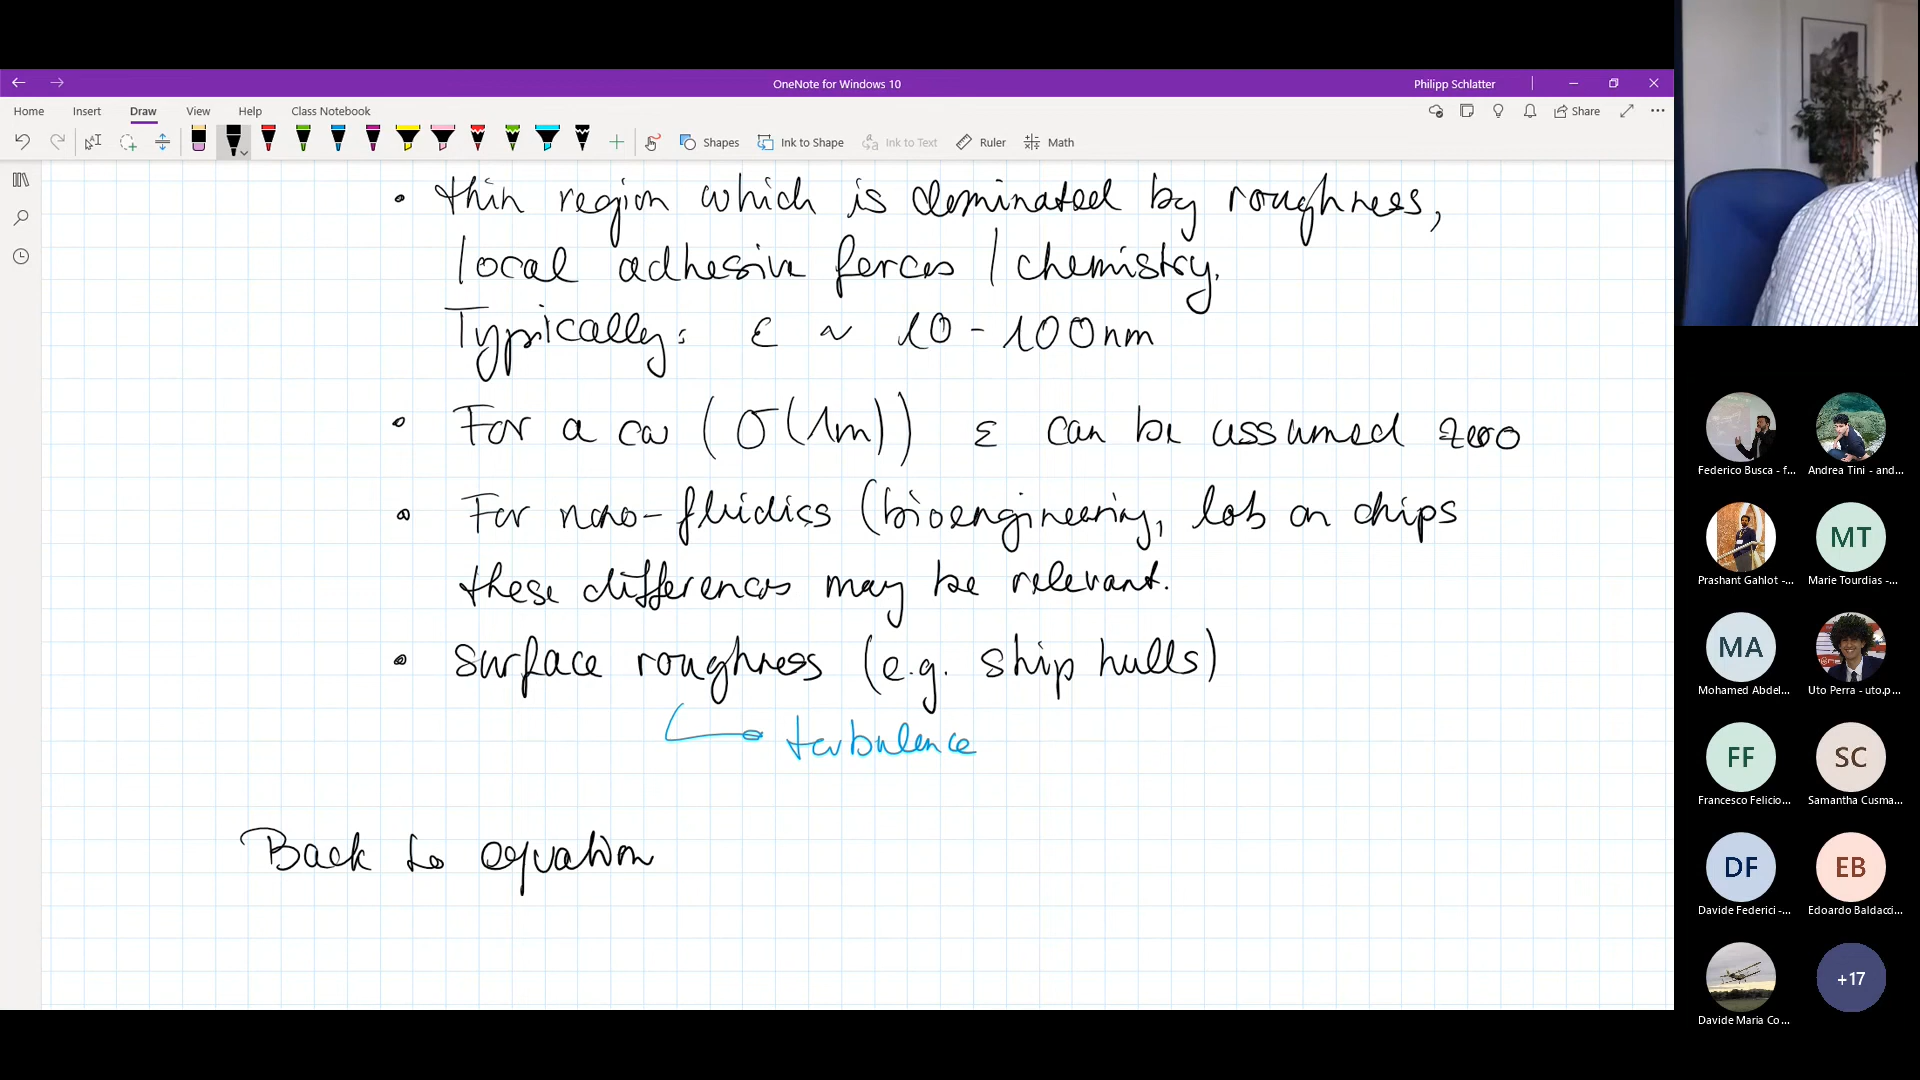 OneNote for Windows 10
Philipp Schlatter
Home Insert Draw View Help Class Notebook
Share
Shapes Ink to Shape Ink to Text Ruler Math
• thin region which is dominated by roughness,
local adhesive forces / chemistry.
Typically: ε ~ 10 - 100nm
• For a car (O(1m)) ε can be assumed zero
• For nano-fluidics (bioengineering, lab on chips
these differences may be relevant.
• surface roughness (e.g. ship hulls)
turbulence
Back to equation
Federico Busca - f... Andrea Tini - and...
Prashant Gahlot -... MT Marie Tourdias -...
MA Mohamed Abdel... Uto Perra - uto.p...
FF Francesco Felicio... SC Samantha Cusma...
DF Davide Federici -... EB Edoardo Baldacci...
Davide Maria Co... +17